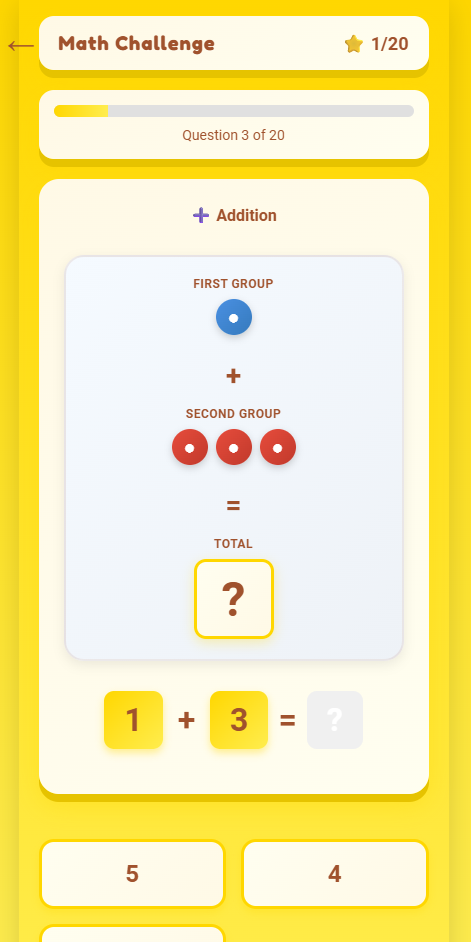 Math Challenge
1/20
Question 3 of 20
Addition
FIRST GROUP
+
SECOND GROUP
=
TOTAL
?
1 + 3 = ?
5 4